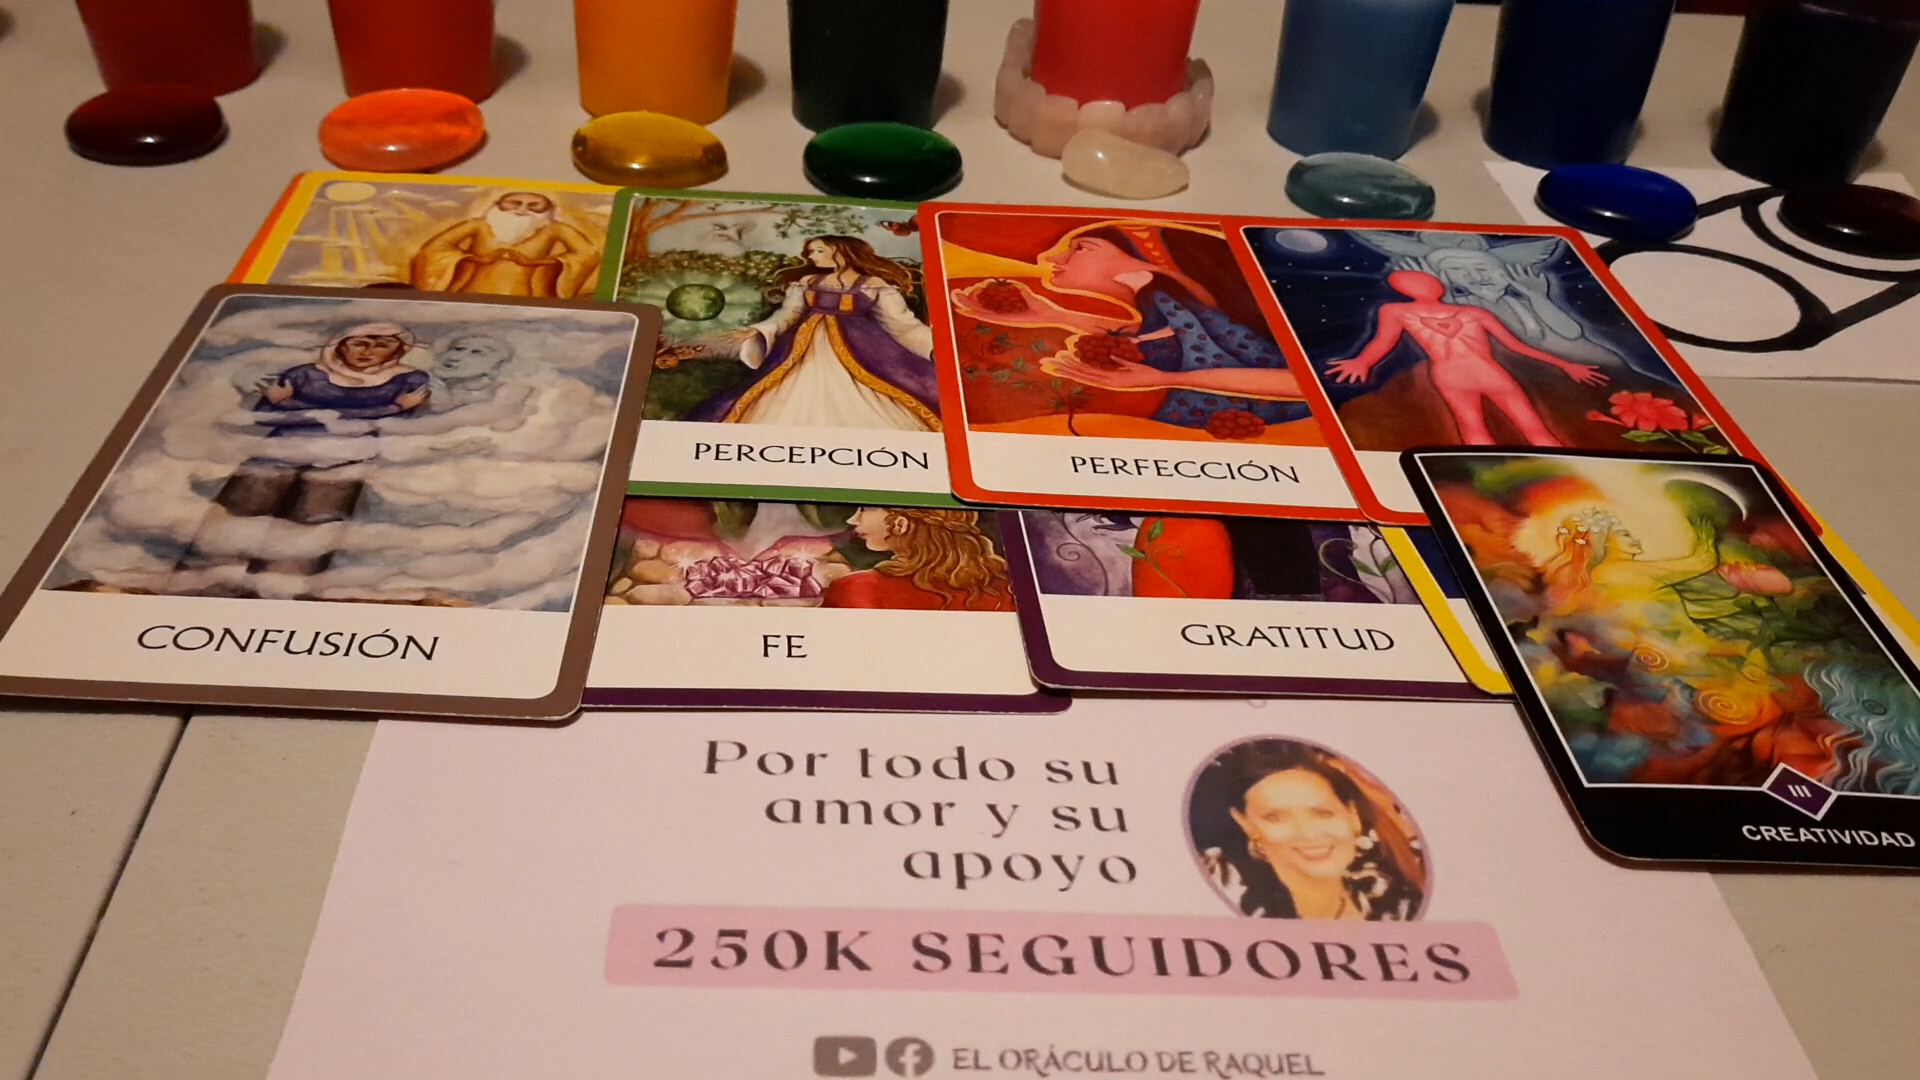 PERCEPCIÓN
PERFECCIÓN
CONFUSIÓN
FE
GRATITUD
III
CREATIVIDAD
Por todo su
amor y su
apoyo
250K SEGUIDORES
EL ORÁCULO DE RAQUEL